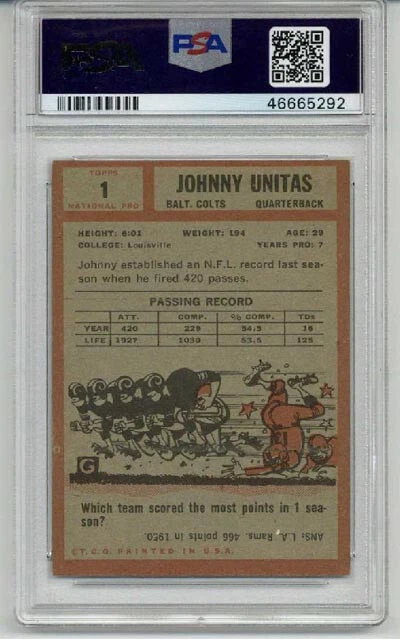 PSA
46665292
TOPPS
1
NATIONAL PRO
JOHNNY UNITAS
BALT. COLTS QUARTERBACK
HEIGHT: 6:01 WEIGHT: 194 AGE: 29
COLLEGE: Louisville YEARS PRO: 7
Johnny established an N.F.L. record last sea-
son when he fired 420 passes.
PASSING RECORD
ATT. COMP. % COMP. TDs
YEAR 420 229 54.5 16
LIFE 1927 1030 53.5 125
G
Which team scored the most points in 1 sea-
son?
ANS: L.A. Rams. 466 points in 1950.
©T.C.G. PRINTED IN U.S.A.